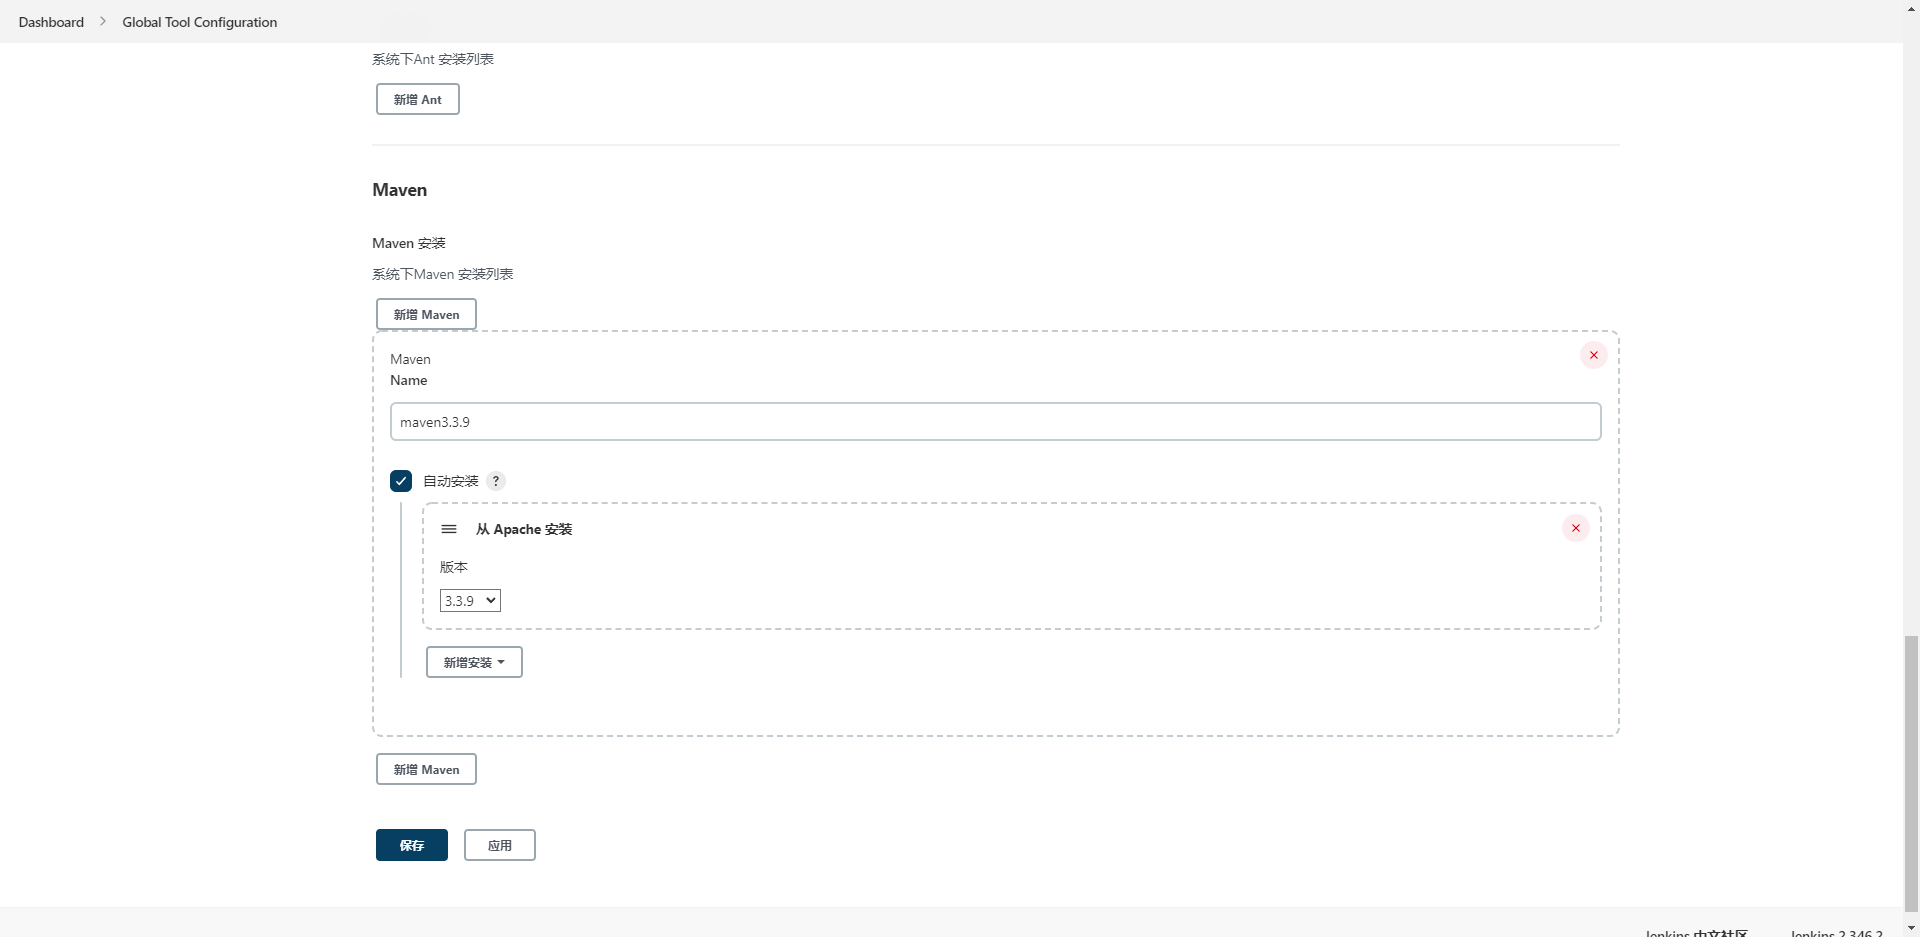 Dashboard
Global Tool Configuration
系统下Ant 安装列表
新增 Ant
Maven
Maven 安装
系统下Maven 安装列表
新增 Maven
Maven
Name
maven3.3.9
自动安装 ?
从 Apache 安装
版本
3.3.9
新增安装
新增 Maven
保存 应用
Jenkins 中文社区 Jenkins 2.346.2